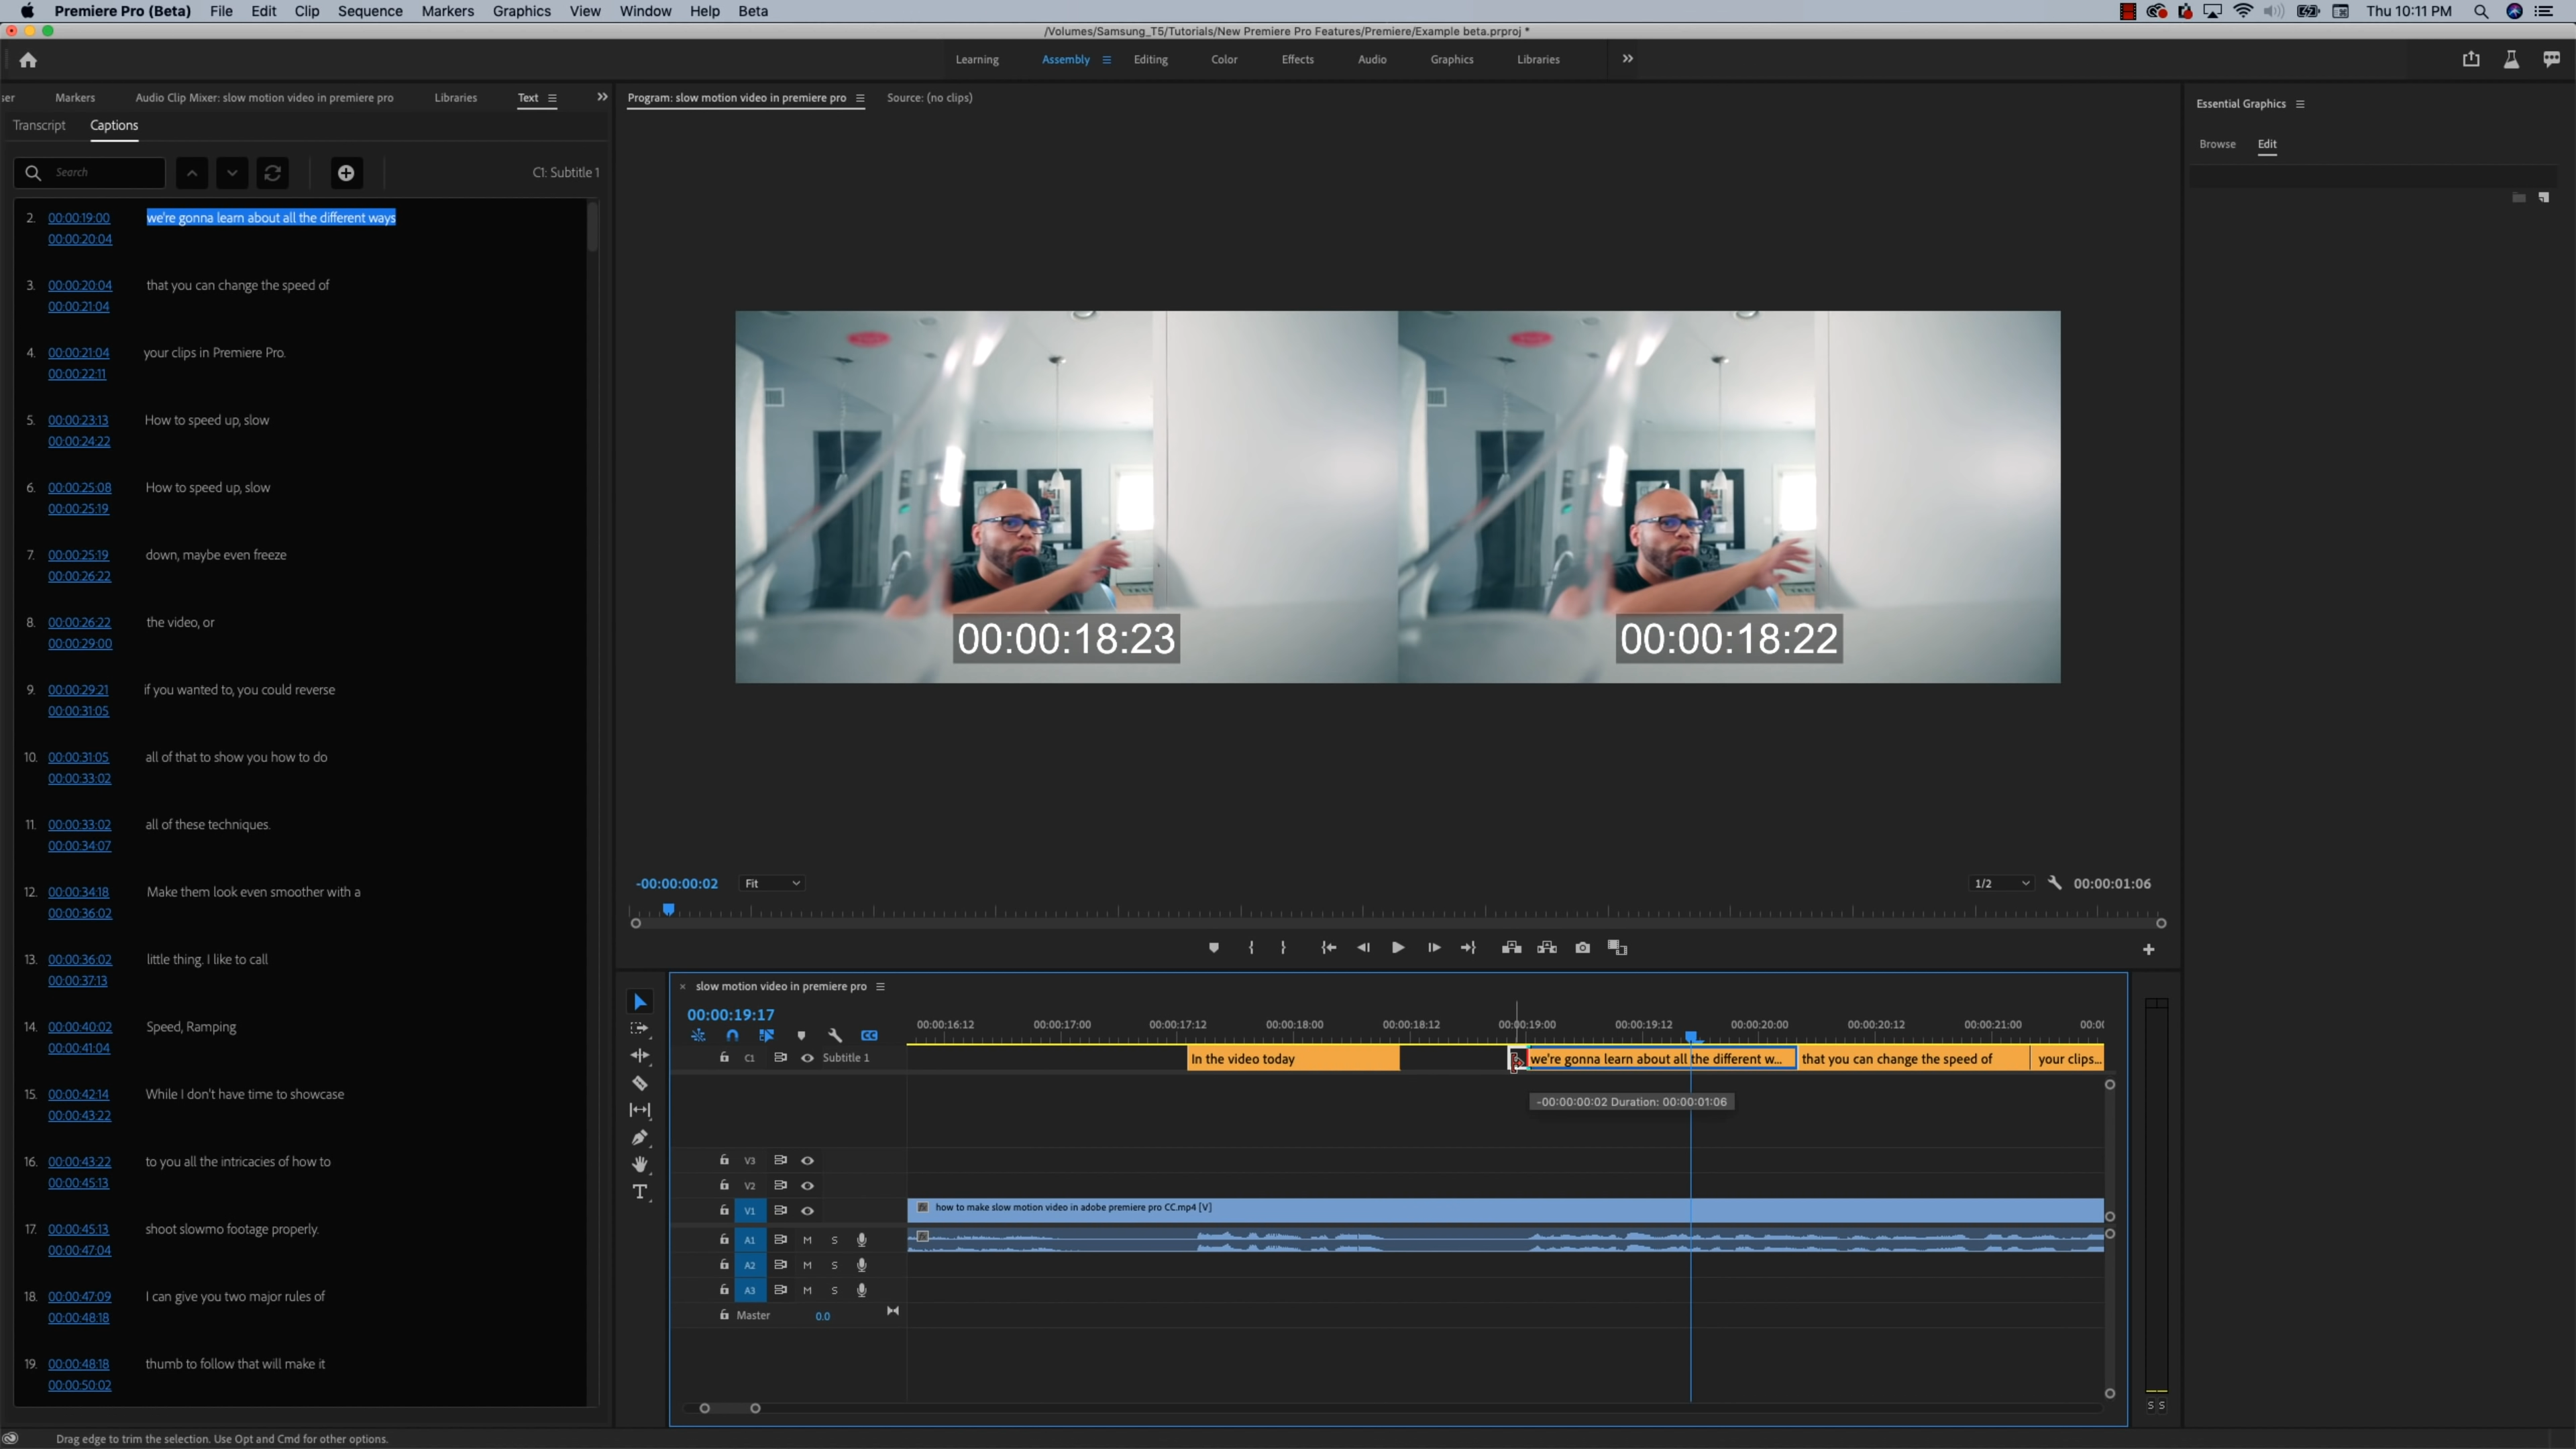 Premiere Pro (Beta) File Edit Clip Sequence Markers Graphics View Window Help Beta Thu 10:11 PM
/Volumes/Samsung_T5/Tutorials/New Premiere Pro Features/Premiere/Example beta.prproj *
Learning Assembly Editing Color Effects Audio Graphics Libraries
ser Markers Audio Clip Mixer: slow motion video in premiere pro Libraries Text
Program: slow motion video in premiere pro Source: (no clips)
Essential Graphics
Transcript Captions
Browse Edit
Search C1: Subtitle 1
2. 00:00:19:00 we're gonna learn about all the different ways
00:00:20:04
3. 00:00:20:04 that you can change the speed of
00:00:21:04
4. 00:00:21:04 your clips in Premiere Pro.
00:00:22:11
5. 00:00:23:13 How to speed up, slow
00:00:24:22
6. 00:00:25:08 How to speed up, slow
00:00:25:19
7. 00:00:25:19 down, maybe even freeze
00:00:26:22
8. 00:00:26:22 the video, or
00:00:29:00
9. 00:00:29:21 if you wanted to, you could reverse
00:00:31:05
10. 00:00:31:05 all of that to show you how to do
00:00:33:02
11. 00:00:33:02 all of these techniques.
00:00:34:07
12. 00:00:34:18 Make them look even smoother with a
00:00:36:02
13. 00:00:36:02 little thing. I like to call
00:00:37:13
14. 00:00:40:02 Speed, Ramping
00:00:41:04
15. 00:00:42:14 While I don't have time to showcase
00:00:43:22
16. 00:00:43:22 to you all the intricacies of how to
00:00:45:13
17. 00:00:45:13 shoot slowmo footage properly.
00:00:47:04
18. 00:00:47:09 I can give you two major rules of
00:00:48:18
19. 00:00:48:18 thumb to follow that will make it
00:00:50:02
00:00:18:23 00:00:18:22
-00:00:00:02 Fit 1/2 00:00:01:06
slow motion video in premiere pro
00:00:19:17
00:00:16:12 00:00:17:00 00:00:17:12 00:00:18:00 00:00:18:12 00:00:19:00 00:00:19:12 00:00:20:00 00:00:20:12 00:00:21:00 00:0
CC
C1 Subtitle 1 In the video today we're gonna learn about all the different w... that you can change the speed of your clips...
-00:00:00:02 Duration: 00:00:01:06
V3
V2
V1 how to make slow motion video in adobe premiere pro CC.mp4 [V]
A1 M S
A2 M S
A3 M S
Master 0.0
S S
Drag edge to trim the selection. Use Opt and Cmd for other options.